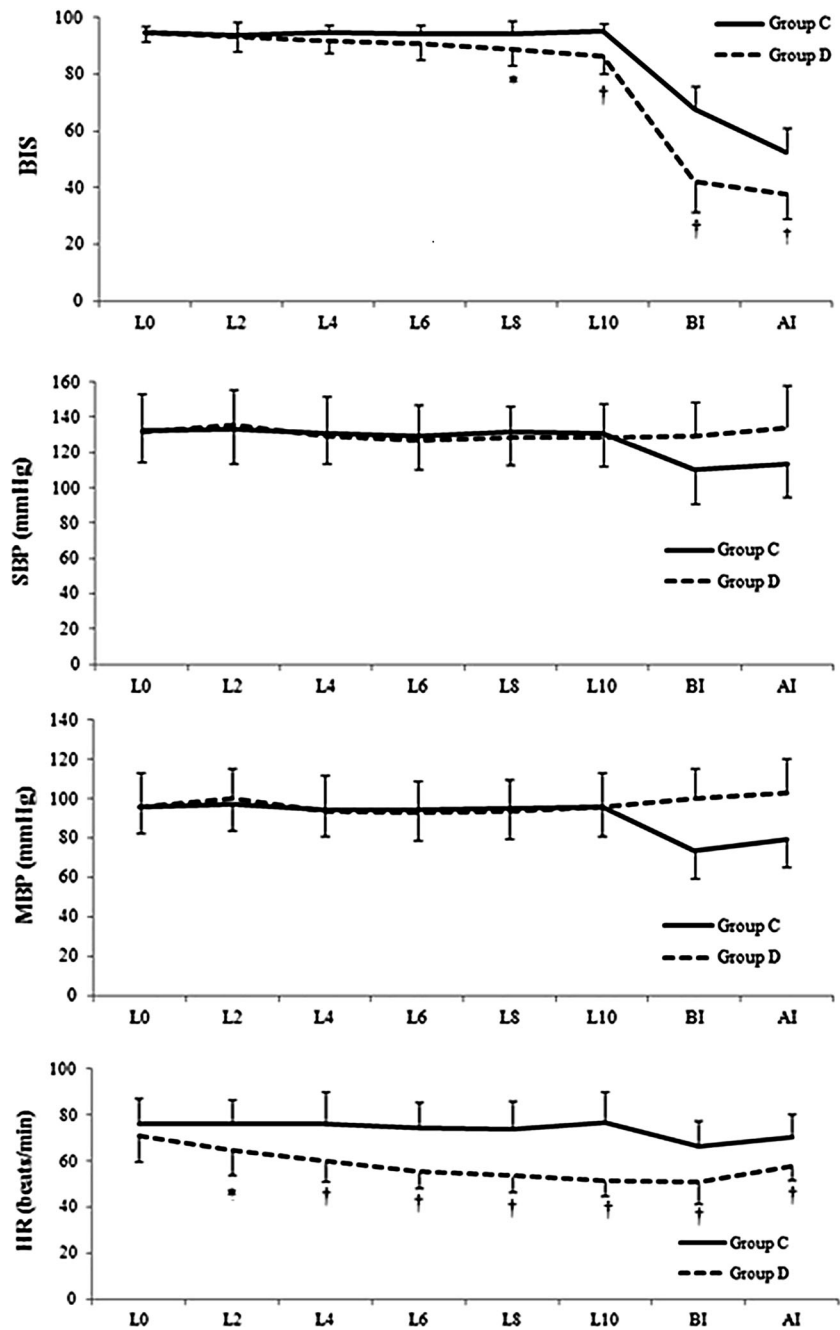 BIS
100
80
60
40
20
0
Group C
Group D
*
†
†
†
L0 L2 L4 L6 L8 L10 BI AI
SBP (mmHg)
160
140
120
100
80
60
40
20
0
Group C
Group D
L0 L2 L4 L6 L8 L10 BI AI
MBP (mmHg)
140
120
100
80
60
40
20
0
Group C
Group D
L0 L2 L4 L6 L8 L10 BI AI
HR (beats/min)
100
80
60
40
20
0
* † † † † † †
Group C
Group D
L0 L2 L4 L6 L8 L10 BI AI